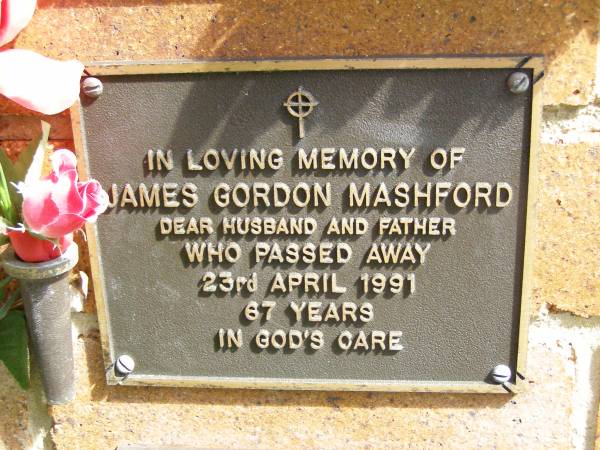 IN LOVING MEMORY OF
JAMES GORDON MASHFORD
DEAR HUSBAND AND FATHER
WHO PASSED AWAY
23rd APRIL 1991
67 YEARS
IN GOD'S CARE